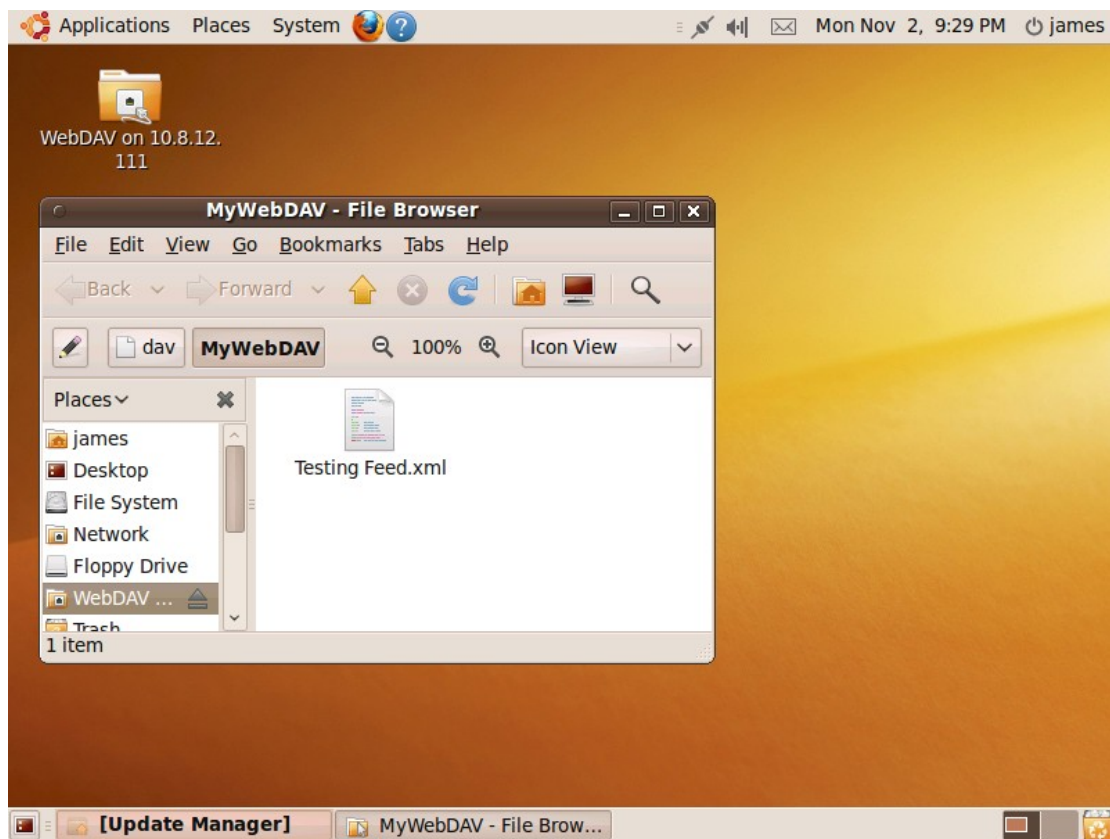 Applications Places System Mon Nov 2, 9:29 PM james
WebDAV on 10.8.12.
111
MyWebDAV - File Browser
File Edit View Go Bookmarks Tabs Help
Back Forward
dav MyWebDAV 100% Icon View
Places
james
Desktop
File System
Network
Floppy Drive
WebDAV ...
Trash
Testing Feed.xml
1 item
[Update Manager] MyWebDAV - File Brow...